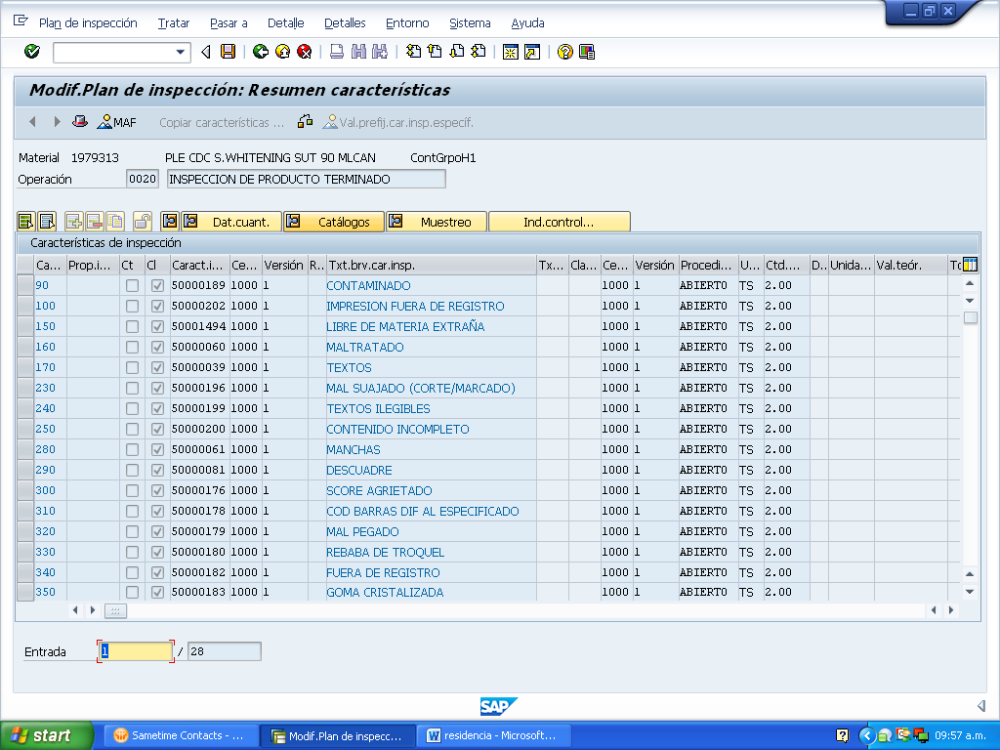 Plan de inspección Tratar Pasar a Detalle Detalles Entorno Sistema Ayuda
Modif.Plan de inspección: Resumen características
MAF Copiar características ... Val.prefij.car.insp.específ.
Material 1979313 PLE CDC S.WHITENING SUT 90 MLCAN ContGrpoH1
Operación 0020 INSPECCION DE PRODUCTO TERMINADO
Dat.cuant. Catálogos Muestreo Ind.control...
Características de inspección
Ca... Prop.i... Ct Cl Caract.i... Ce... Versión R.. Txt.brv.car.insp. Tx... Cla... Ce... Versión Procedi... U... Ctd.... D.. Unida... Val.teór. To
90 50000189 1000 1 CONTAMINADO 1000 1 ABIERTO TS 2.00
100 50000202 1000 1 IMPRESION FUERA DE REGISTRO 1000 1 ABIERTO TS 2.00
150 50001494 1000 1 LIBRE DE MATERIA EXTRAÑA 1000 1 ABIERTO TS 2.00
160 50000060 1000 1 MALTRATADO 1000 1 ABIERTO TS 2.00
170 50000039 1000 1 TEXTOS 1000 1 ABIERTO TS 2.00
230 50000196 1000 1 MAL SUAJADO (CORTE/MARCADO) 1000 1 ABIERTO TS 2.00
240 50000199 1000 1 TEXTOS ILEGIBLES 1000 1 ABIERTO TS 2.00
250 50000200 1000 1 CONTENIDO INCOMPLETO 1000 1 ABIERTO TS 2.00
280 50000061 1000 1 MANCHAS 1000 1 ABIERTO TS 2.00
290 50000081 1000 1 DESCUADRE 1000 1 ABIERTO TS 2.00
300 50000176 1000 1 SCORE AGRIETADO 1000 1 ABIERTO TS 2.00
310 50000178 1000 1 COD BARRAS DIF AL ESPECIFICADO 1000 1 ABIERTO TS 2.00
320 50000179 1000 1 MAL PEGADO 1000 1 ABIERTO TS 2.00
330 50000180 1000 1 REBABA DE TROQUEL 1000 1 ABIERTO TS 2.00
340 50000182 1000 1 FUERA DE REGISTRO 1000 1 ABIERTO TS 2.00
350 50000183 1000 1 GOMA CRISTALIZADA 1000 1 ABIERTO TS 2.00
Entrada 1 / 28
SAP
start Sametime Contacts - ... Modif.Plan de inspecc... residencia - Microsoft... 09:57 a.m.